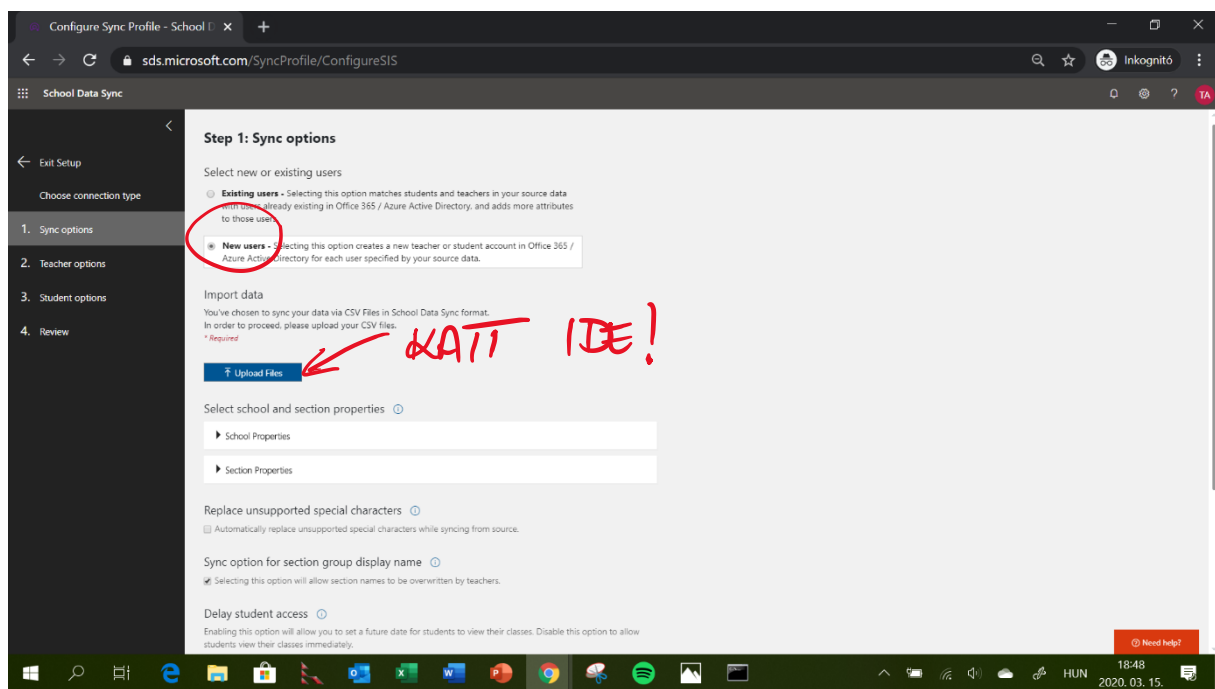 Configure Sync Profile - School D
sds.microsoft.com/SyncProfile/ConfigureSIS
Inkognitó
School Data Sync
TA
Step 1: Sync options
Exit Setup
Select new or existing users
Choose connection type
Existing users - Selecting this option matches students and teachers in your source data
with users already existing in Office 365 / Azure Active Directory, and adds more attributes
to those users.
1. Sync options
New users - Selecting this option creates a new teacher or student account in Office 365 /
Azure Active Directory for each user specified by your source data.
2. Teacher options
3. Student options
Import data
You've chosen to sync your data via CSV Files in School Data Sync format.
In order to proceed, please upload your CSV files.
* Required
4. Review
KATT IDE!
Upload Files
Select school and section properties
School Properties
Section Properties
Replace unsupported special characters
Automatically replace unsupported special characters while syncing from source.
Sync option for section group display name
Selecting this option will allow section names to be overwritten by teachers.
Delay student access
Enabling this option will allow you to set a future date for students to view their classes. Disable this option to allow
students view their classes immediately.
Need help?
HUN
18:48
2020. 03. 15.